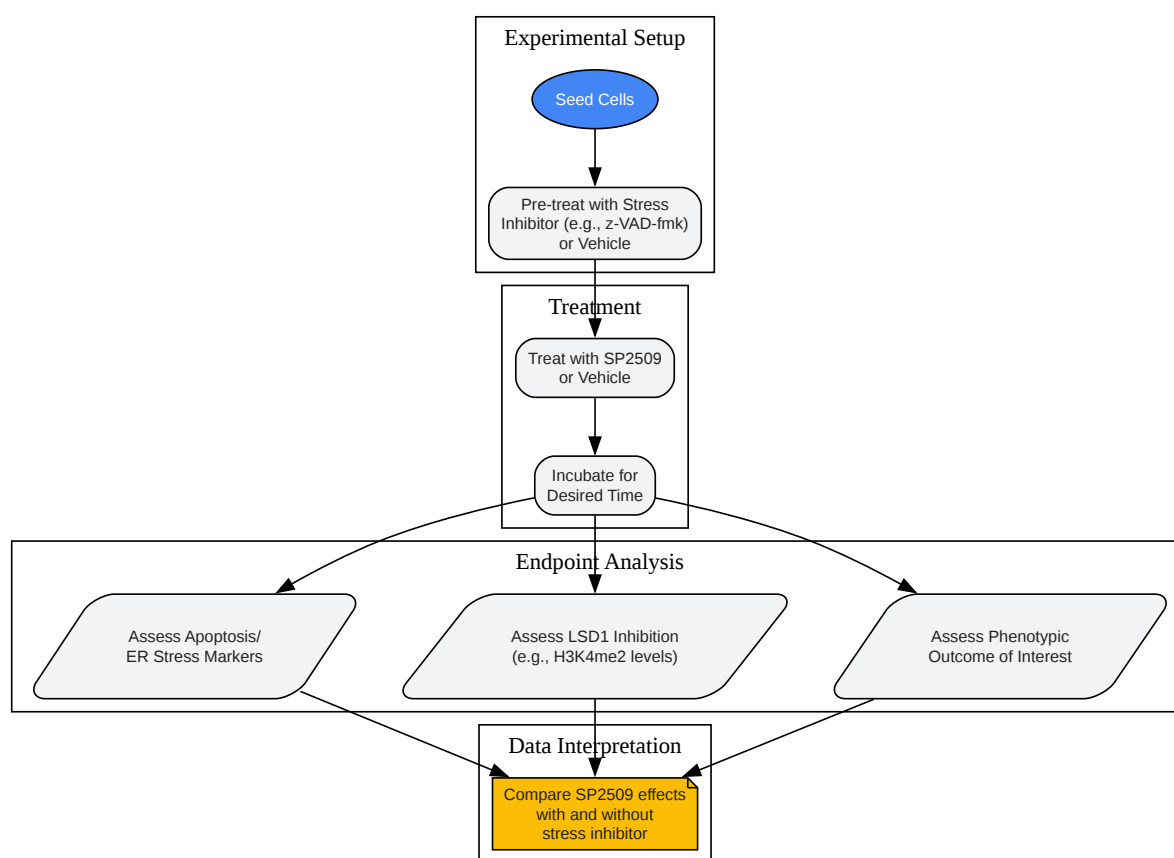 Experimental Setup
Seed Cells
Pre-treat with Stress
Inhibitor (e.g., z-VAD-fmk)
or Vehicle
Treatment
Treat with SP2509
or Vehicle
Incubate for
Desired Time
Endpoint Analysis
Assess Apoptosis/
ER Stress Markers
Assess LSD1 Inhibition
(e.g., H3K4me2 levels)
Assess Phenotypic
Outcome of Interest
Data Interpretation
Compare SP2509 effects
with and without
stress inhibitor